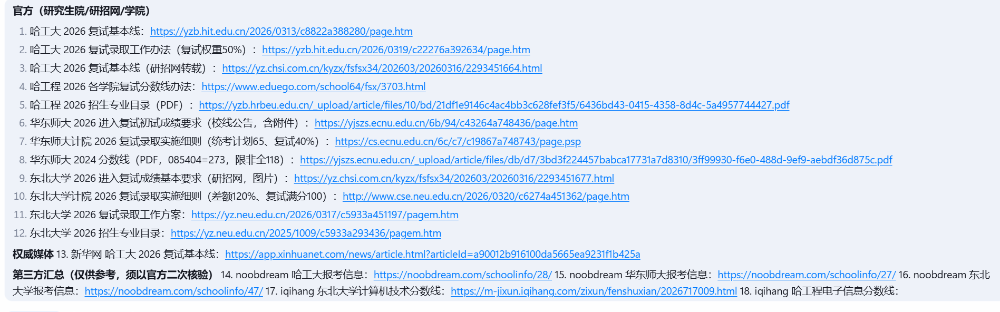 官方（研究生院/研招网/学院）
1. 哈工大 2026 复试基本线：https://yzb.hit.edu.cn/2026/0313/c8822a388280/page.htm
2. 哈工大 2026 复试录取工作办法（复试权重50%）：https://yzb.hit.edu.cn/2026/0319/c22276a392634/page.htm
3. 哈工大 2026 复试基本线（研招网转载）：https://yz.chsi.com.cn/kyzx/fsfsx34/202603/20260316/2293451664.html
4. 哈工程 2026 各学院复试分数线办法：https://www.eduego.com/school64/fsx/3703.html
5. 哈工程 2026 招生专业目录（PDF）：https://yzb.hrbeu.edu.cn/_upload/article/files/10/bd/21df1e9146c4ac4bb3c628fef3f5/6436bd43-0415-4358-8d4c-5a4957744427.pdf
6. 华东师大 2026 进入复试初试成绩要求（校线公告，含附件）：https://yjszs.ecnu.edu.cn/6b/94/c43264a748436/page.htm
7. 华东师大计院 2026 复试录取实施细则（统考计划65、复试40%）：https://cs.ecnu.edu.cn/6c/c7/c19867a748743/page.psp
8. 华东师大 2024 分数线（PDF，085404=273，限非全118）：https://yjszs.ecnu.edu.cn/_upload/article/files/db/d7/3bd3f224457babca17731a7d8310/3ff99930-f6e0-488d-9ef9-aebdf36d875c.pdf
9. 东北大学 2026 进入复试成绩基本要求（研招网，图片）：https://yz.chsi.com.cn/kyzx/fsfsx34/202603/20260316/2293451677.html
10. 东北大学计院 2026 复试录取实施细则（差额120%、复试满分100）：http://www.cse.neu.edu.cn/2026/0320/c6274a451362/page.htm
11. 东北大学 2026 复试录取工作方案：https://yz.neu.edu.cn/2026/0317/c5933a451197/pagem.htm
12. 东北大学 2026 招生专业目录：https://yz.neu.edu.cn/2025/1009/c5933a293436/pagem.htm
权威媒体 13. 新华网 哈工大 2026 复试基本线：https://app.xinhuanet.com/news/article.html?articleId=a90012b916100da5665ea9231f1b425a
第三方汇总（仅供参考，须以官方二次核验） 14. noobdream 哈工大报考信息：https://noobdream.com/schoolinfo/28/ 15. noobdream 华东师大报考信息：https://noobdream.com/schoolinfo/27/ 16. noobdream 东北
大学报考信息：https://noobdream.com/schoolinfo/47/ 17. iqihang 东北大学计算机技术分数线：https://m-jixun.iqihang.com/zixun/fenshuxian/2026717009.html 18. iqihang 哈工程电子信息分数线：